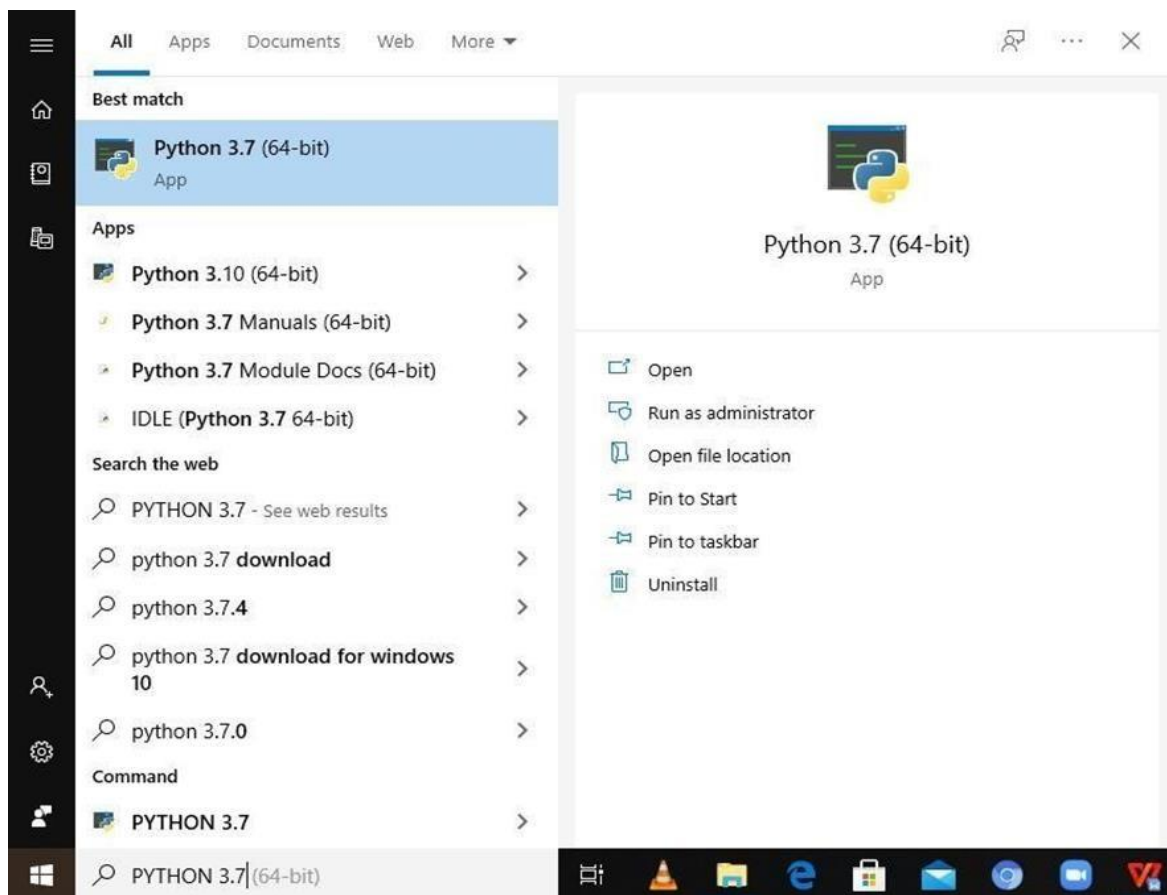 All Apps Documents Web More
Best match
Python 3.7 (64-bit)
App
Apps
Python 3.10 (64-bit)
Python 3.7 Manuals (64-bit)
Python 3.7 Module Docs (64-bit)
IDLE (Python 3.7 64-bit)
Search the web
PYTHON 3.7 - See web results
python 3.7 download
python 3.7.4
python 3.7 download for windows
10
python 3.7.0
Command
PYTHON 3.7
PYTHON 3.7 (64-bit)
Python 3.7 (64-bit)
App
Open
Run as administrator
Open file location
Pin to Start
Pin to taskbar
Uninstall